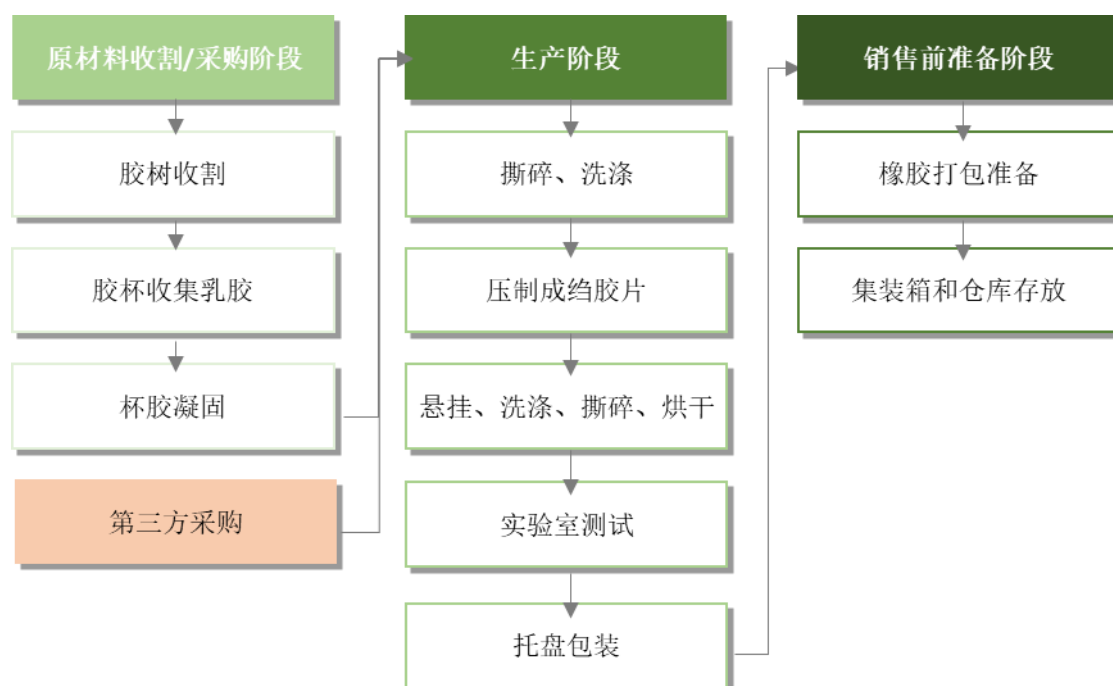 原材料收割/采购阶段
胶树收割
胶杯收集乳胶
杯胶凝固
第三方采购
生产阶段
撕碎、洗涤
压制成绉胶片
悬挂、洗涤、撕碎、烘干
实验室测试
托盘包装
销售前准备阶段
橡胶打包准备
集装箱和仓库存放